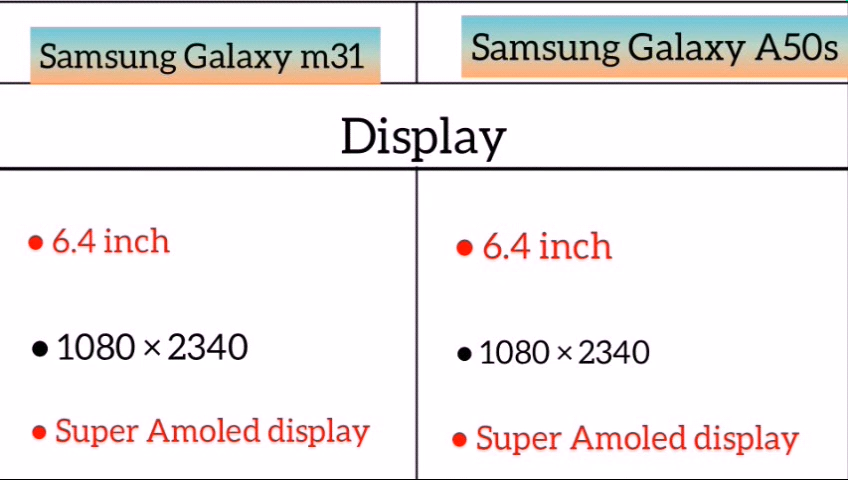 Samsung Galaxy m31
Samsung Galaxy A50s
Display
• 6.4 inch
• 6.4 inch
• 1080 × 2340
• 1080 × 2340
• Super Amoled display
• Super Amoled display